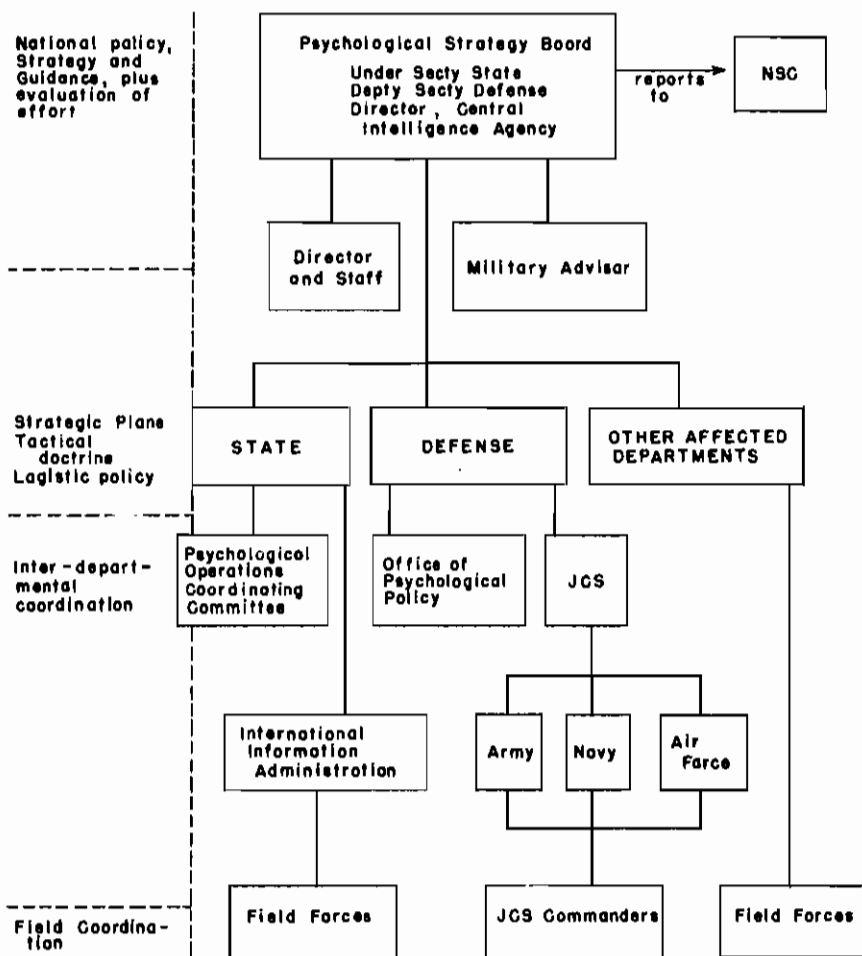 National policy,
Strategy and
Guidance, plus
evaluation of
effort
Psychological Strategy Board
Under Secty State
Depty Secty Defense
Director, Central
Intelligence Agency
reports
to
NSC
Director
and Staff
Military Advisor
Strategic Plans
Tactical
doctrine
Logistic policy
STATE
DEFENSE
OTHER AFFECTED
DEPARTMENTS
Inter-depart-
mental
coordination
Psychological
Operations
Coordinating
Committee
Office of
Psychological
Policy
JCS
International
Information
Administration
Army
Navy
Air
Force
Field Coordina-
tion
Field Forces
JCS Commanders
Field Forces